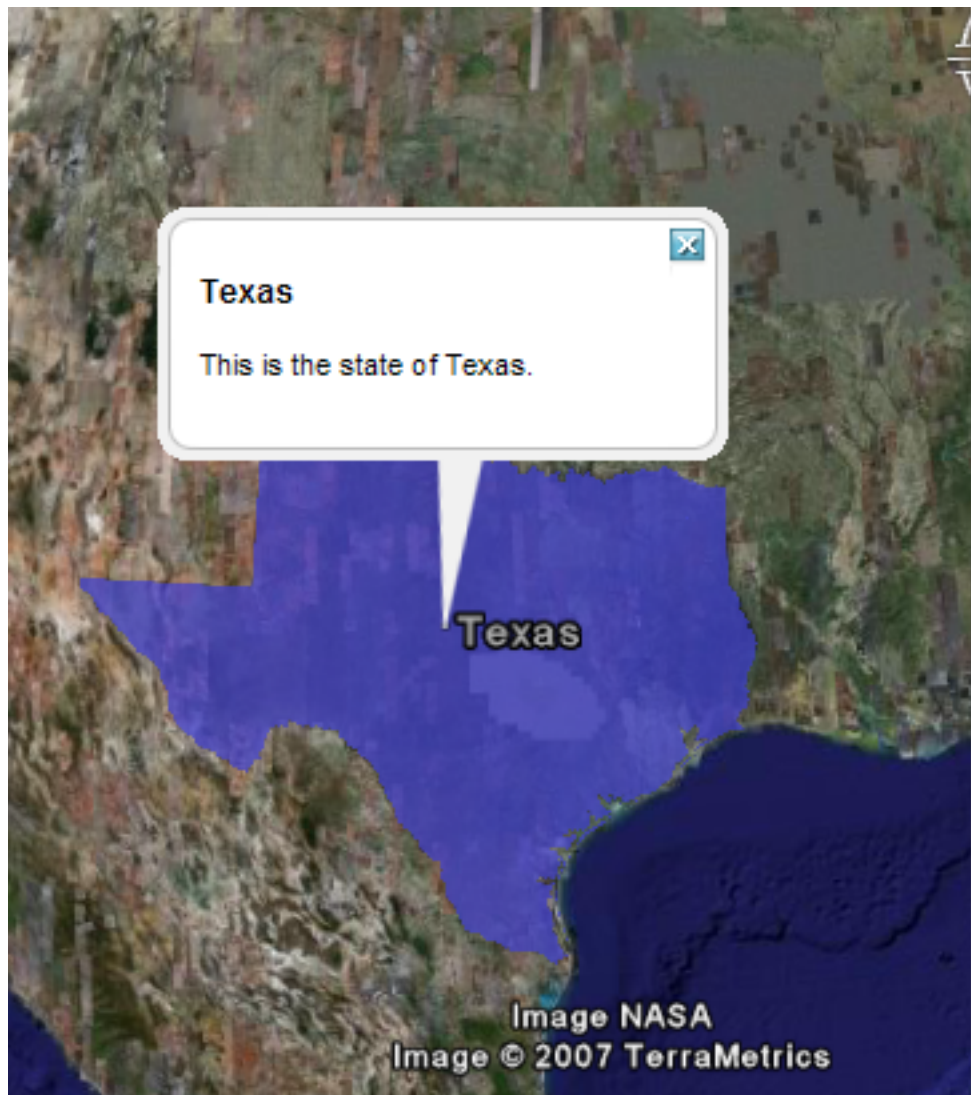 Texas
This is the state of Texas.
Texas
Image NASA
Image © 2007 TerraMetrics